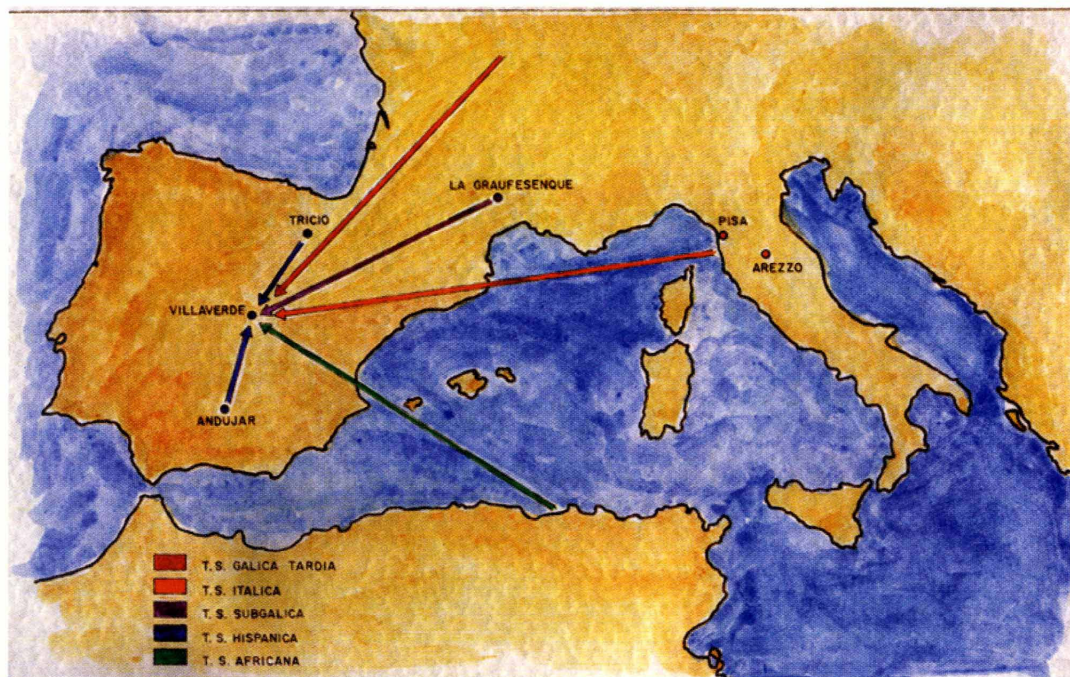 LA GRAUFESENQUE
TRICIO
PISA
AREZZO
VILLAVERDE
ANDUJAR
T.S. GALICA TARDIA
T.S. ITALICA
T.S. SUBGALICA
T.S. HISPANICA
T.S. AFRICANA